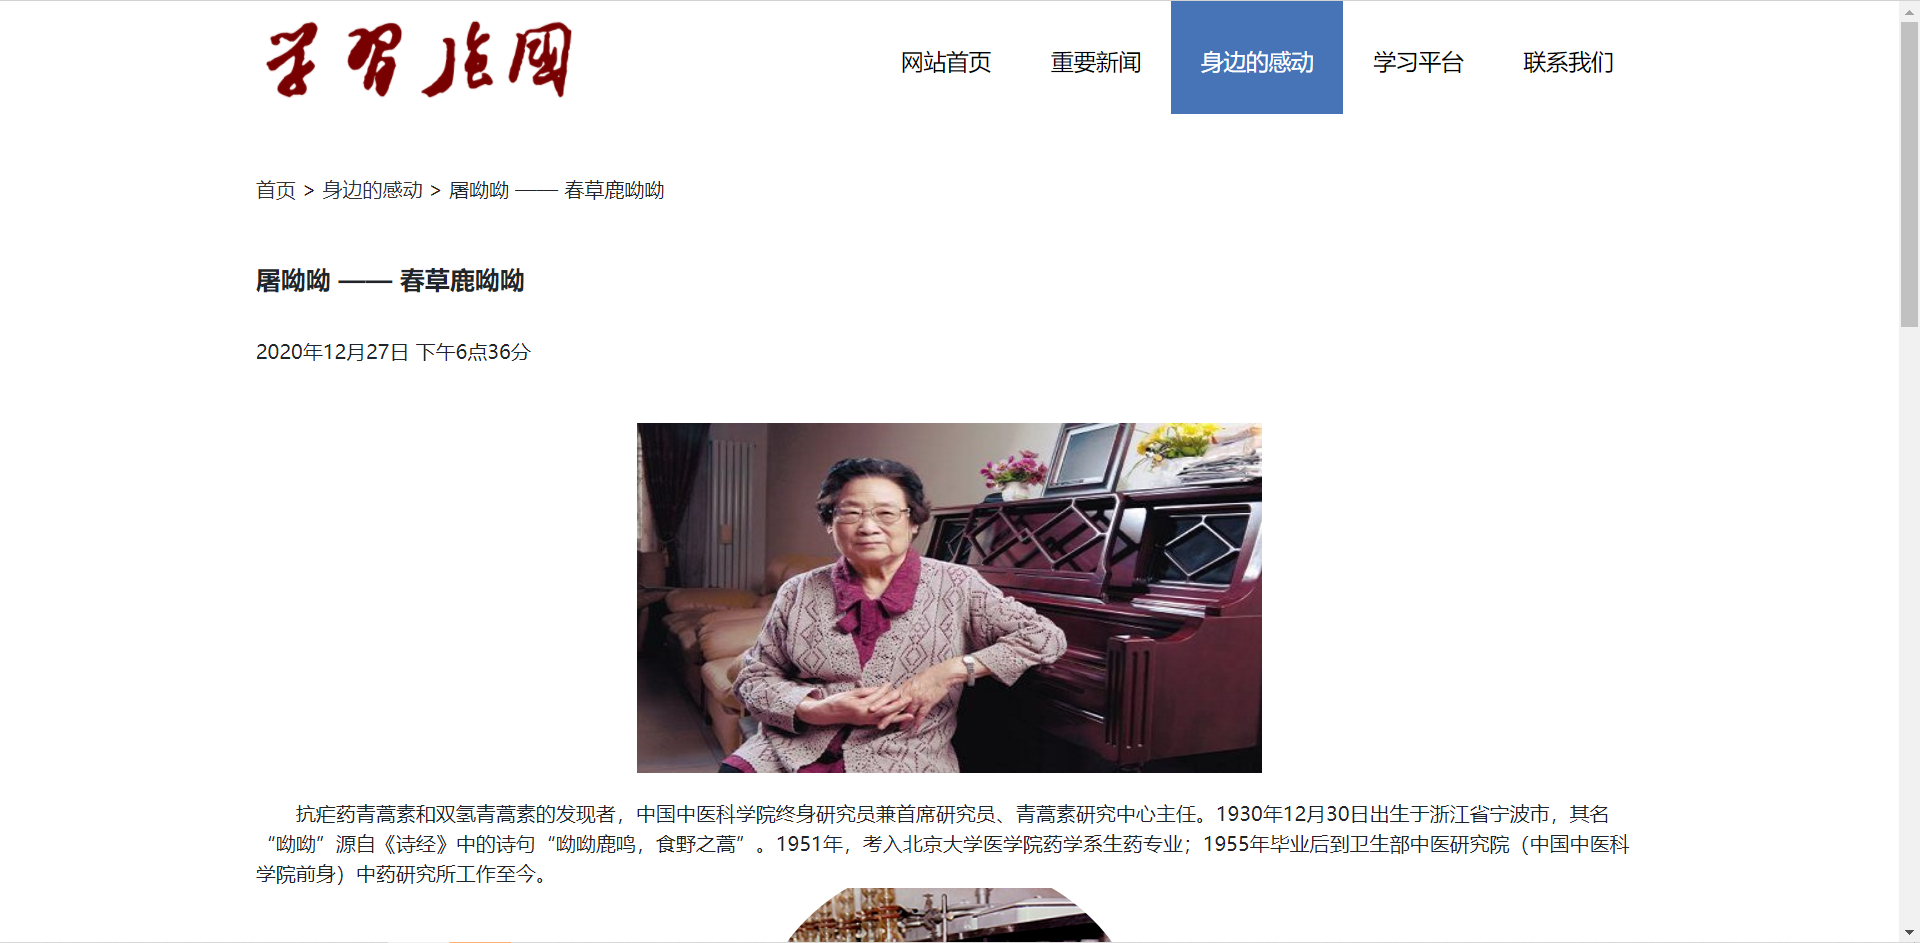 学習強國
网站首页 重要新闻 身边的感动 学习平台 联系我们
首页 > 身边的感动 > 屠呦呦 —— 春草鹿呦呦
屠呦呦 —— 春草鹿呦呦
2020年12月27日 下午6点36分
抗疟药青蒿素和双氢青蒿素的发现者，中国中医科学院终身研究员兼首席研究员、青蒿素研究中心主任。1930年12月30日出生于浙江省宁波市，其名
“呦呦”源自《诗经》中的诗句“呦呦鹿鸣，食野之蒿”。1951年，考入北京大学医学院药学系生药专业；1955年毕业后到卫生部中医研究院（中国中医科
学院前身）中药研究所工作至今。